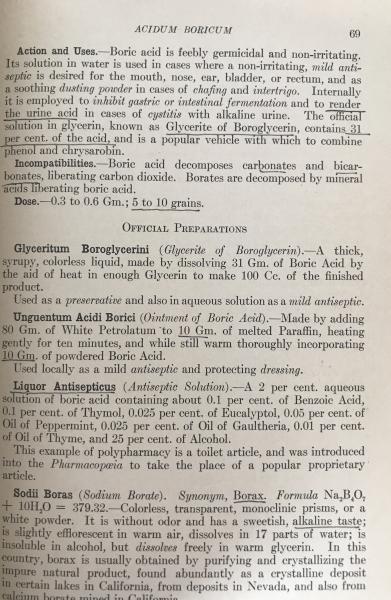 ACIDUM BORICUM 69
Action and Uses.—Boric acid is feebly germicidal and non-irritating.
Its solution in water is used in cases where a non-irritating, mild anti-
septic is desired for the mouth, nose, ear, bladder, or rectum, and as
a soothing dusting powder in cases of chafing and intertrigo. Internally
it is employed to inhibit gastric or intestinal fermentation and to render
the urine acid in cases of cystitis with alkaline urine. The official
solution in glycerin, known as Glycerite of Boroglycerin, contains 31
per cent. of the acid, and is a popular vehicle with which to combine
phenol and chrysarobin.
Incompatibilities.—Boric acid decomposes carbonates and bicar-
bonates, liberating carbon dioxide. Borates are decomposed by mineral
acids liberating boric acid.
Dose.—0.3 to 0.6 Gm.; 5 to 10 grains.
OFFICIAL PREPARATIONS
Glyceritum Boroglycerini (Glycerite of Boroglycerin).—A thick,
syrupy, colorless liquid, made by dissolving 31 Gm. of Boric Acid by
the aid of heat in enough Glycerin to make 100 Cc. of the finished
product.
Used as a preservative and also in aqueous solution as a mild antiseptic.
Unguentum Acidi Borici (Ointment of Boric Acid).—Made by adding
80 Gm. of White Petrolatum to 10 Gm. of melted Paraffin, heating
gently for ten minutes, and while still warm thoroughly incorporating
10 Gm. of powdered Boric Acid.
Used locally as a mild antiseptic and protecting dressing.
Liquor Antisepticus (Antiseptic Solution).—A 2 per cent. aqueous
solution of boric acid containing about 0.1 per cent. of Benzoic Acid,
0.1 per cent. of Thymol, 0.025 per cent. of Eucalyptol, 0.05 per cent. of
Oil of Peppermint, 0.025 per cent. of Oil of Gaultheria, 0.01 per cent.
of Oil of Thyme, and 25 per cent. of Alcohol.
This example of polypharmacy is a toilet article, and was introduced
into the Pharmacopœia to take the place of a popular proprietary
article.
Sodii Boras (Sodium Borate). Synonym, Borax. Formula Na₂B₄O₇
+ 10H₂O = 379.32.—Colorless, transparent, monoclinic prisms, or a
white powder. It is without odor and has a sweetish, alkaline taste;
is slightly efflorescent in warm air, dissolves in 17 parts of water; is
insoluble in alcohol, but dissolves freely in warm glycerin. In this
country, borax is usually obtained by purifying and crystallizing the
impure natural product, found abundantly as a crystalline deposit
in certain lakes in California, from deposits in Nevada, and also from
calcium borate mined in California.